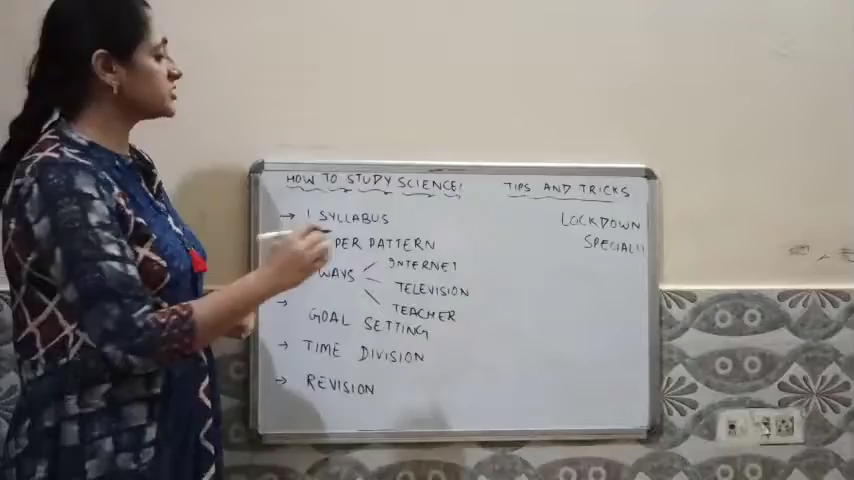 HOW TO STUDY SCIENCE!
TIPS AND TRICKS
LOCKDOWN
SPECIAL!!
→ SYLLABUS
PER PATTERN
WAYS
INTERNET
TELEVISION
TEACHER
→ GOAL SETTING
→ TIME DIVISION
→ REVISION